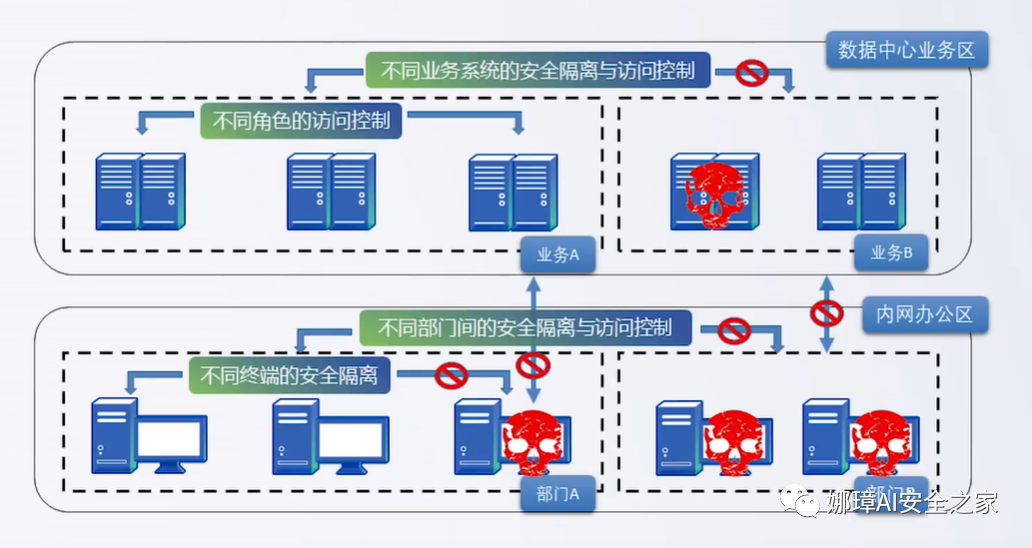 数据中心业务区
不同业务系统的安全隔离与访问控制
不同角色的访问控制
业务A
业务B
内网办公区
不同部门间的安全隔离与访问控制
不同终端的安全隔离
部门A
娜璋AI安全之家